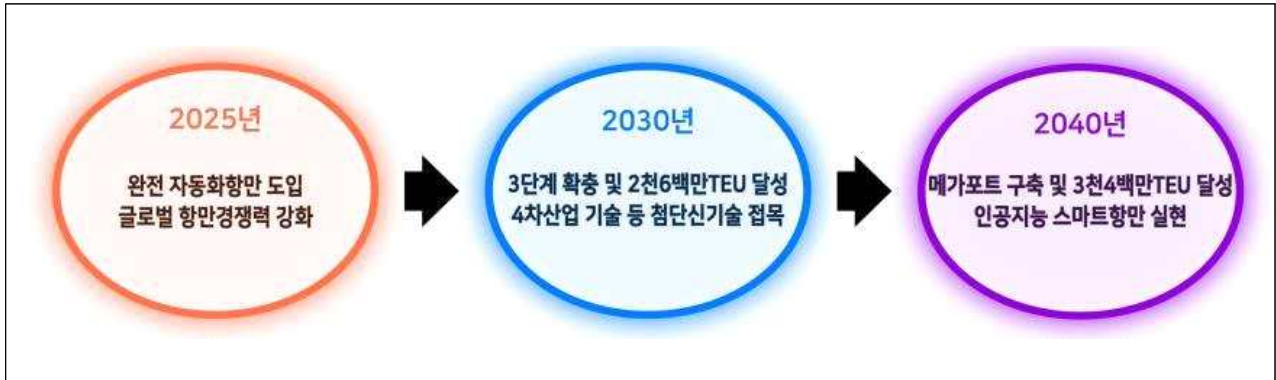 2025년
완전 자동화항만 도입
글로벌 항만경쟁력 강화
2030년
3단계 확충 및 2천6백만TEU 달성
4차산업 기술 등 첨단신기술 접목
2040년
메가포트 구축 및 3천4백만TEU 달성
인공지능 스마트항만 실현